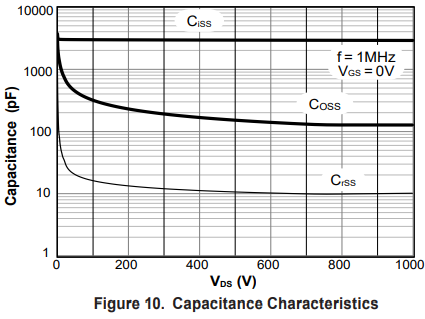 10000
CISS
f = 1MHz
VGS = 0V
1000
COSS
100
CrSS
10
1
Capacitance (pF)
0 200 400 600 800 1000
VDS (V)
Figure 10. Capacitance Characteristics